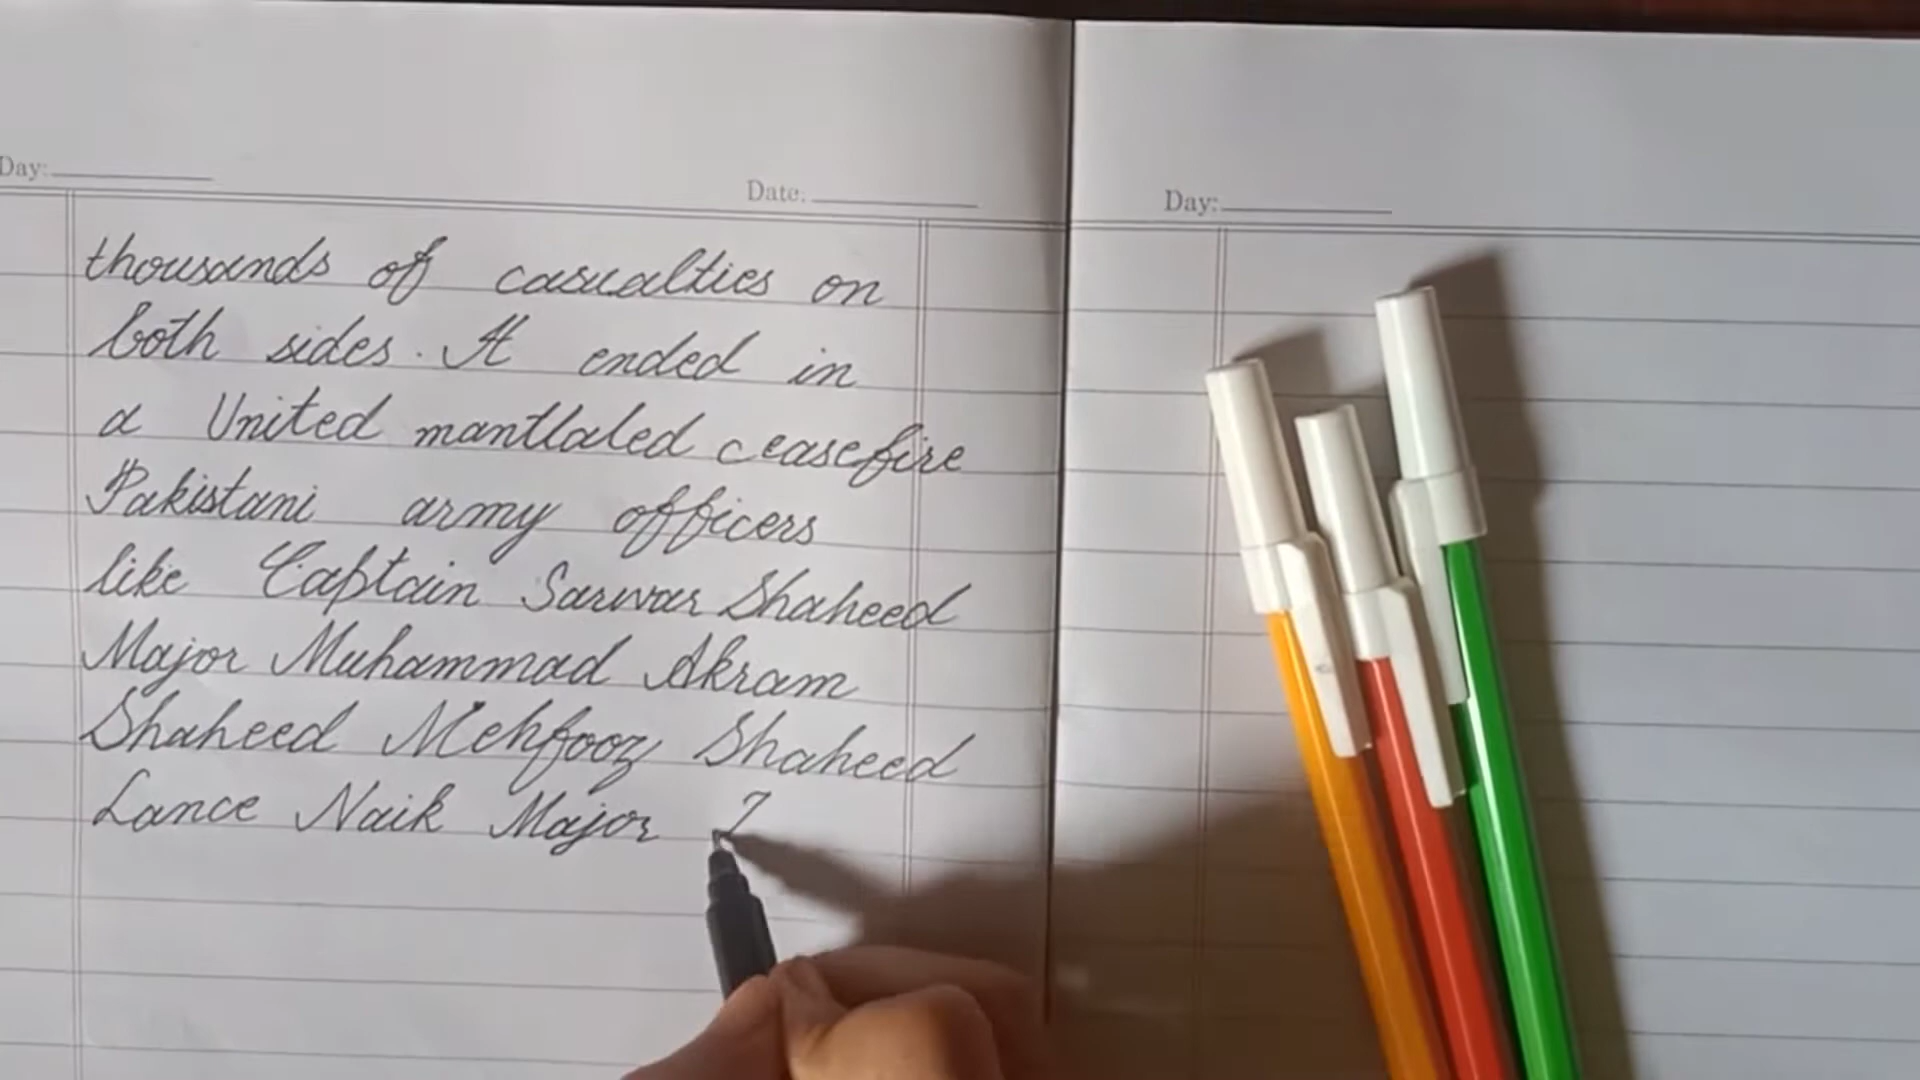 Day:
Date:
thousands of casualties on
both sides. It ended in
a United mantlaled ceasefire
Pakistani army officers
like Captain Sarwar Shaheed
Major Muhammad Akram
Shaheed Mehfooz Shaheed
Lance Naik Major
Day: